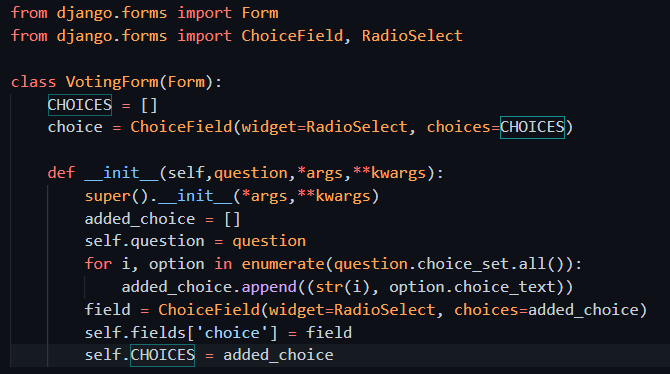 from django.forms import Form
from django.forms import ChoiceField, RadioSelect

class VotingForm(Form):
    CHOICES = []
    choice = ChoiceField(widget=RadioSelect, choices=CHOICES)

    def __init__(self,question,*args,**kwargs):
        super().__init__(*args,**kwargs)
        added_choice = []
        self.question = question
        for i, option in enumerate(question.choice_set.all()):
            added_choice.append((str(i), option.choice_text))
        field = ChoiceField(widget=RadioSelect, choices=added_choice)
        self.fields['choice'] = field
        self.CHOICES = added_choice